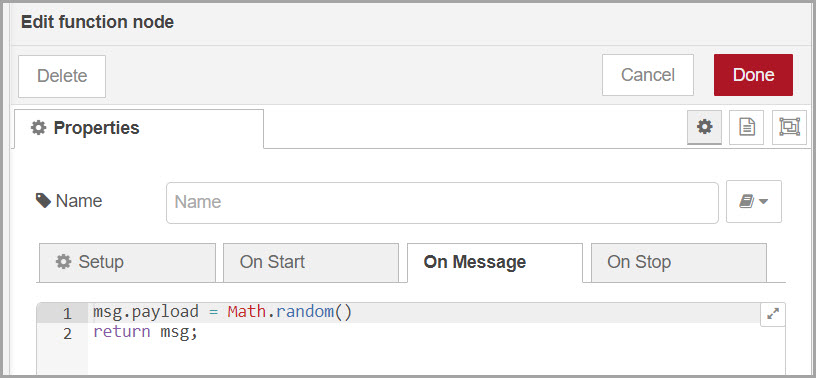 Edit function node
Delete
Cancel
Done
Properties
Name
Name
Setup
On Start
On Message
On Stop
1 msg.payload = Math.random()
2 return msg;